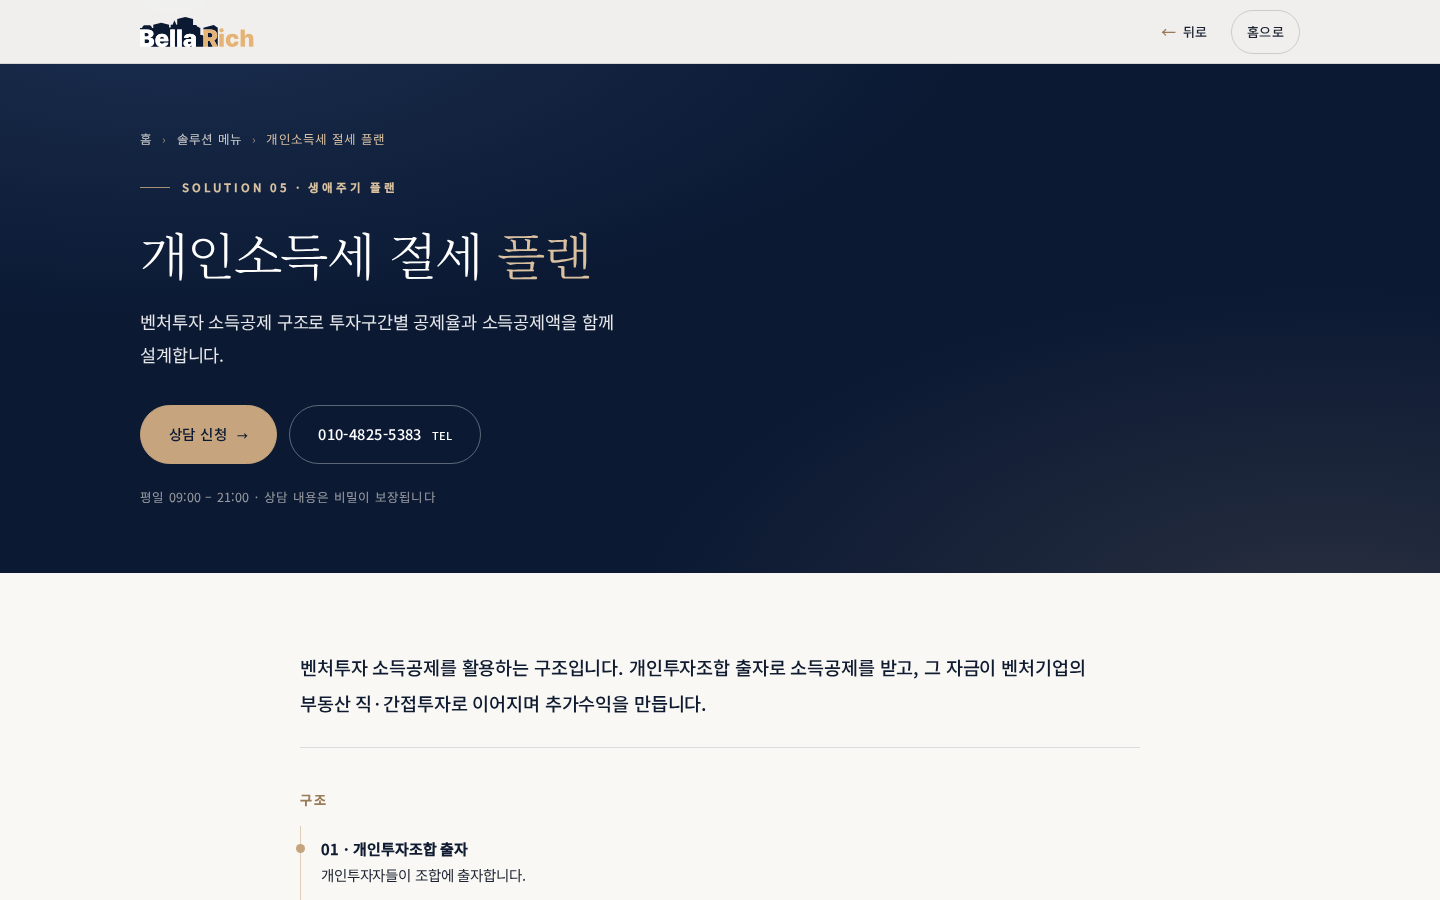 Bella Rich
← 뒤로
홈으로
홈 › 솔루션 메뉴 › 개인소득세 절세 플랜
SOLUTION 05 · 생애주기 플랜
개인소득세 절세 플랜
벤처투자 소득공제 구조로 투자구간별 공제율과 소득공제액을 함께
설계합니다.
상담 신청 →
010-4825-5383 TEL
평일 09:00 – 21:00 · 상담 내용은 비밀이 보장됩니다
벤처투자 소득공제를 활용하는 구조입니다. 개인투자조합 출자로 소득공제를 받고, 그 자금이 벤처기업의
부동산 직·간접투자로 이어지며 추가수익을 만듭니다.
구조
01 · 개인투자조합 출자
개인투자자들이 조합에 출자합니다.